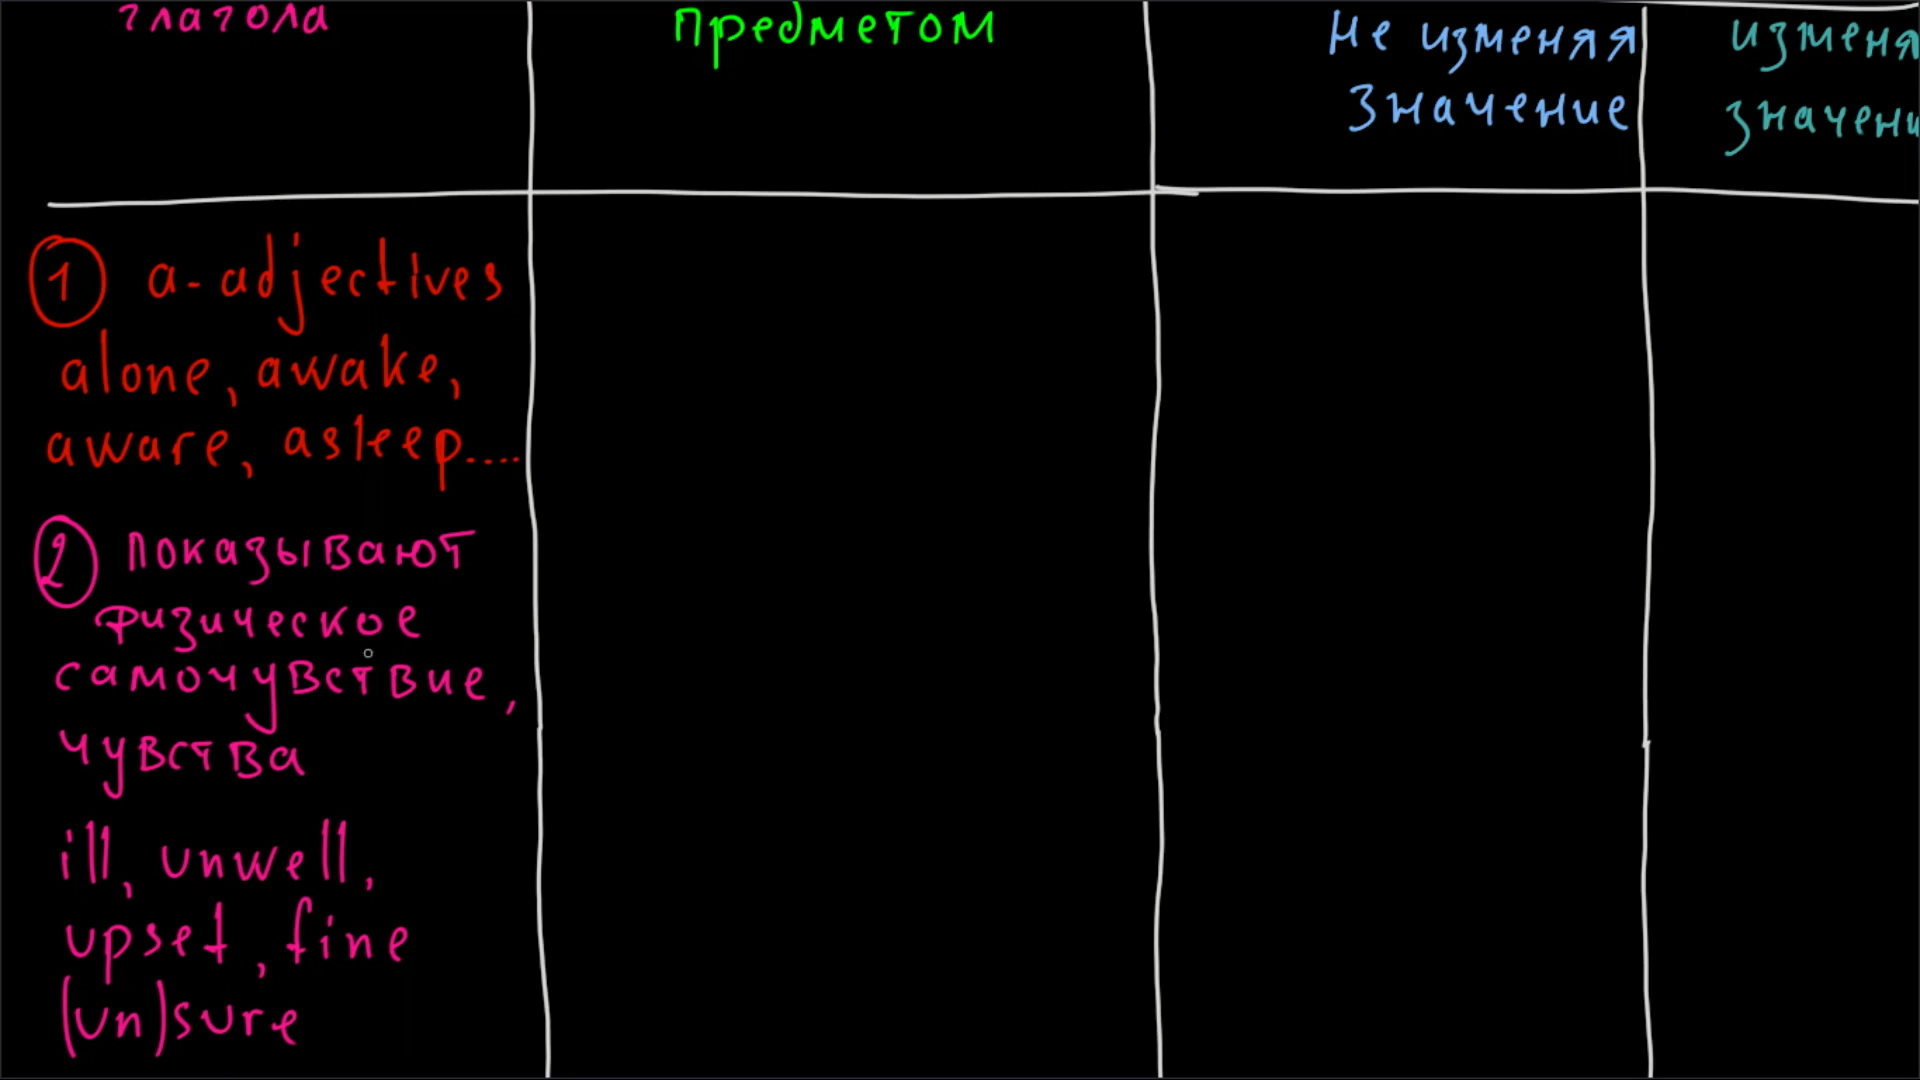 глагола
предметом
не изменяя
значение
изменя
значени
1 a-adjectives
alone, awake,
aware, asleep....
2 показывают
физическое
самочувствие,
чувства
ill, unwell,
upset, fine
(un)sure